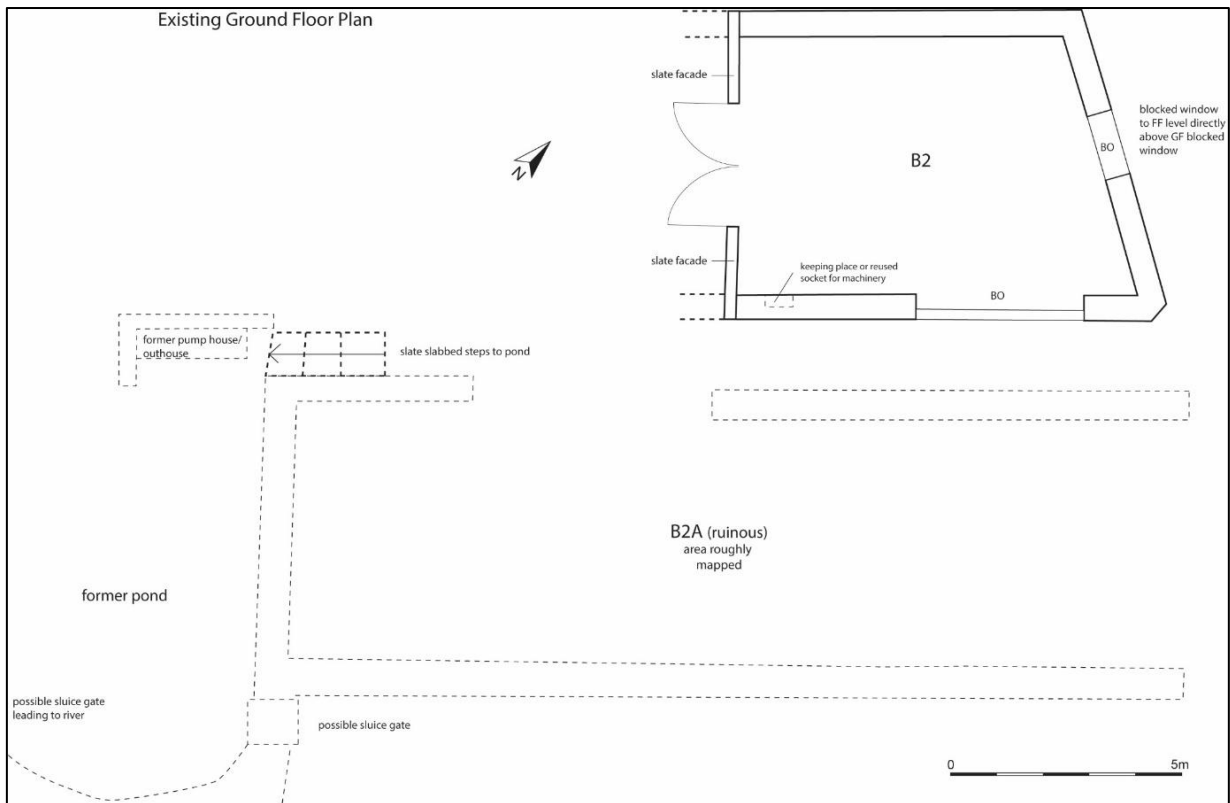 Existing Ground Floor Plan
slate facade
blocked window
to FF level directly
above GF blocked
window
BO
B2
N
slate facade
keeping place or reused
socket for machinery
BO
former pump house/
outhouse
slate slabbed steps to pond
B2A (ruinous)
area roughly
mapped
former pond
possible sluice gate
leading to river
possible sluice gate
0
5m